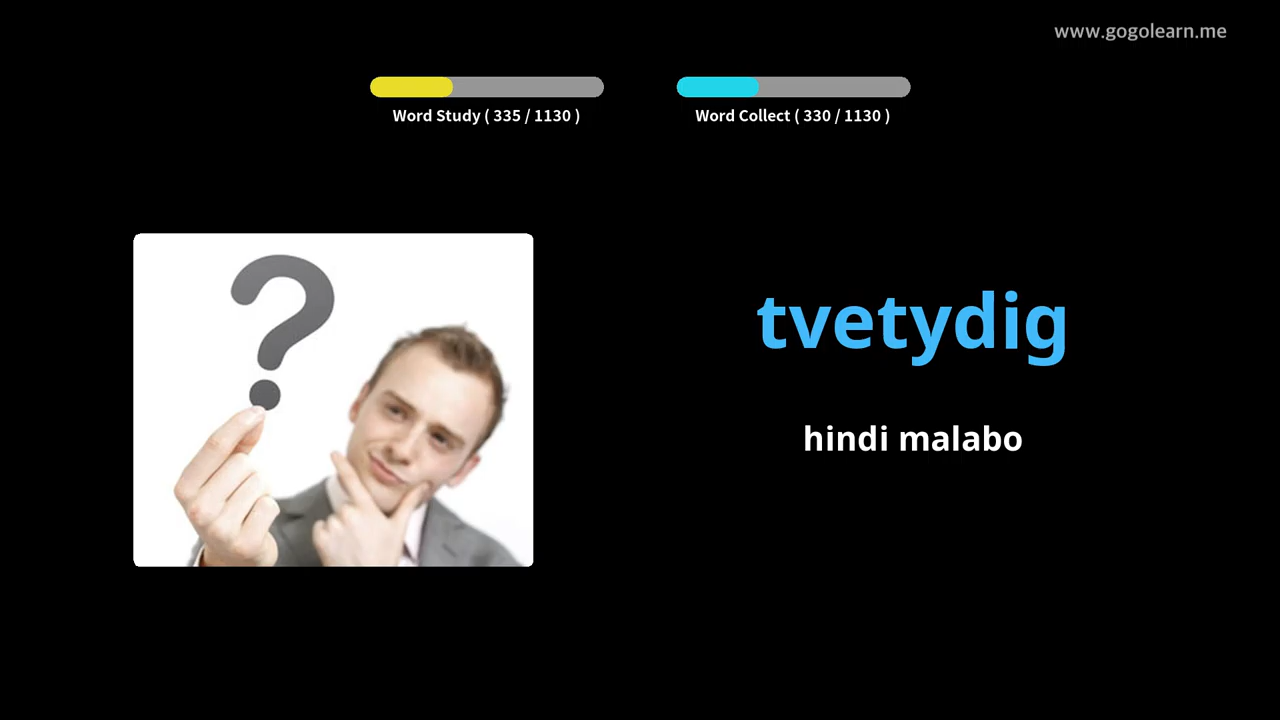 www.gogolearn.me
Word Study ( 335 / 1130 )
Word Collect ( 330 / 1130 )
?
tvetydig
hindi malabo